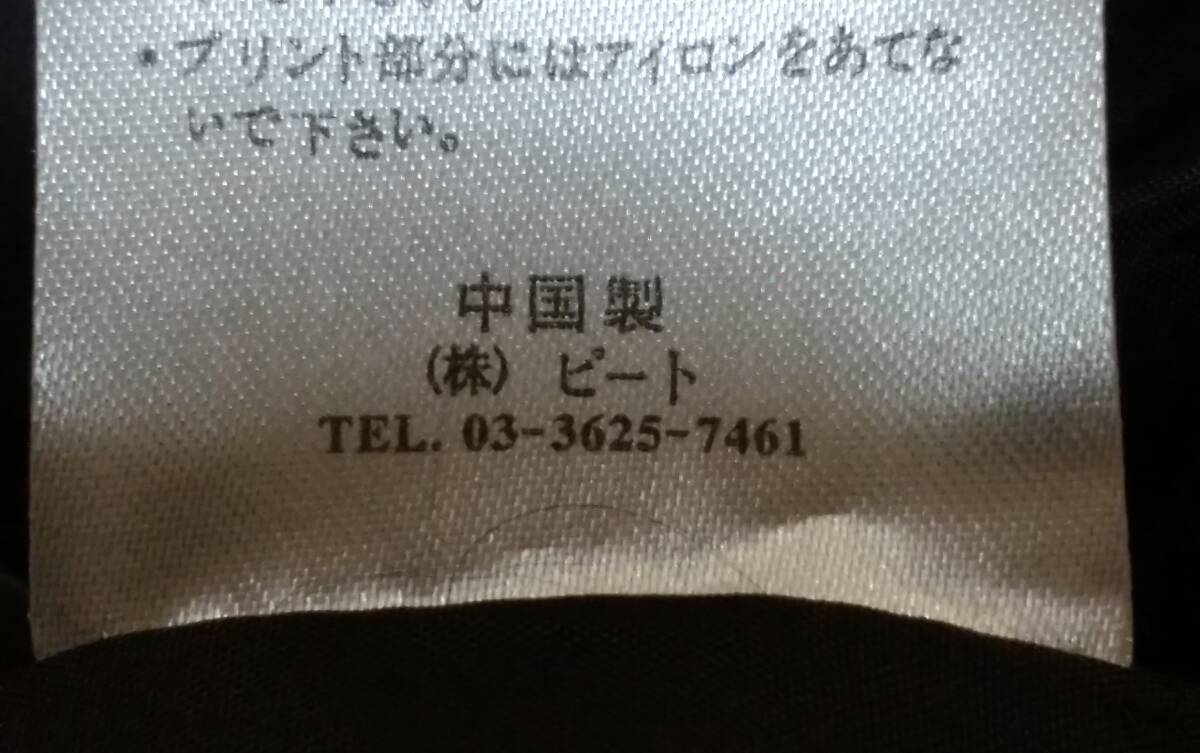 ・プリント部分にはアイロンをあてな
いで下さい。
中国製
(株) ピート
TEL. 03-3625-7461